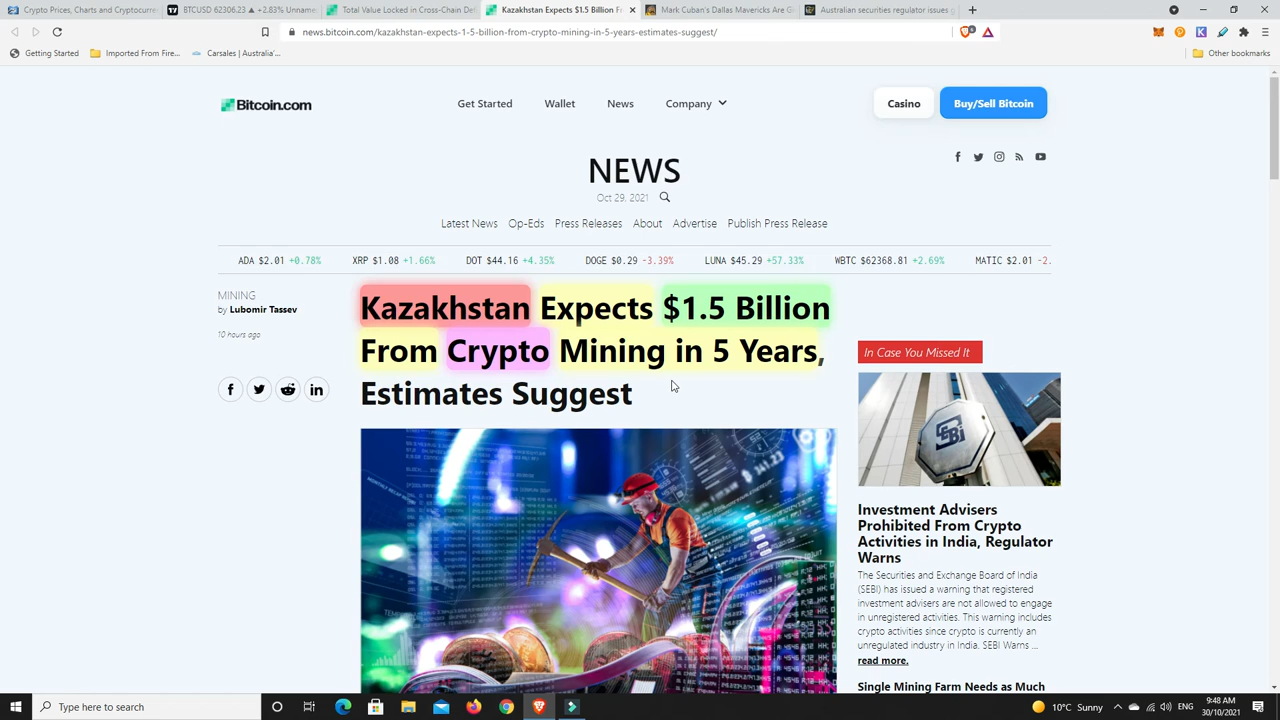 Crypto Prices, Charts and Cryptocurre
BTCUSD 62306.23 ▲ +2.83% Unname
Total Value Locked in Cross-Chain De
Kazakhstan Expects $1.5 Billion F
Mark Cuban's Dallas Mavericks Are Gi
Australian securities regulator issues g
news.bitcoin.com/kazakhstan-expects-1-5-billion-from-crypto-mining-in-5-years-estimates-suggest/
Getting Started
Imported From Fire...
Carsales | Australia'...
Other bookmarks
Bitcoin.com
Get Started
Wallet
News
Company
Casino
Buy/Sell Bitcoin
NEWS
Oct 29, 2021
Latest News
Op-Eds
Press Releases
About
Advertise
Publish Press Release
ADA $2.01 +0.78%
XRP $1.08 +1.66%
DOT $44.16 +4.35%
DOGE $0.29 -3.39%
LUNA $45.29 +57.33%
WBTC $62368.81 +2.69%
MATIC $2.01 -2.
MINING
by Lubomir Tassev
10 hours ago
Kazakhstan Expects $1.5 Billion
From Crypto Mining in 5 Years,
Estimates Suggest
In Case You Missed It
SEBI
Investment Advisers
Prohibited From Crypto
Activities in India, Regulator
Warns
The Securities and Exchange Board of India
(SEBI) has issued a warning that registered
investment advisers are not allowed to engage
in unregistered activities. This warning includes
crypto activities since crypto is currently an
unregulated industry in India. SEBI Warns ...
read more.
Single Mining Farm Needs as Much
Type here to search
10°C Sunny
ENG
9:48 AM
30/10/2021